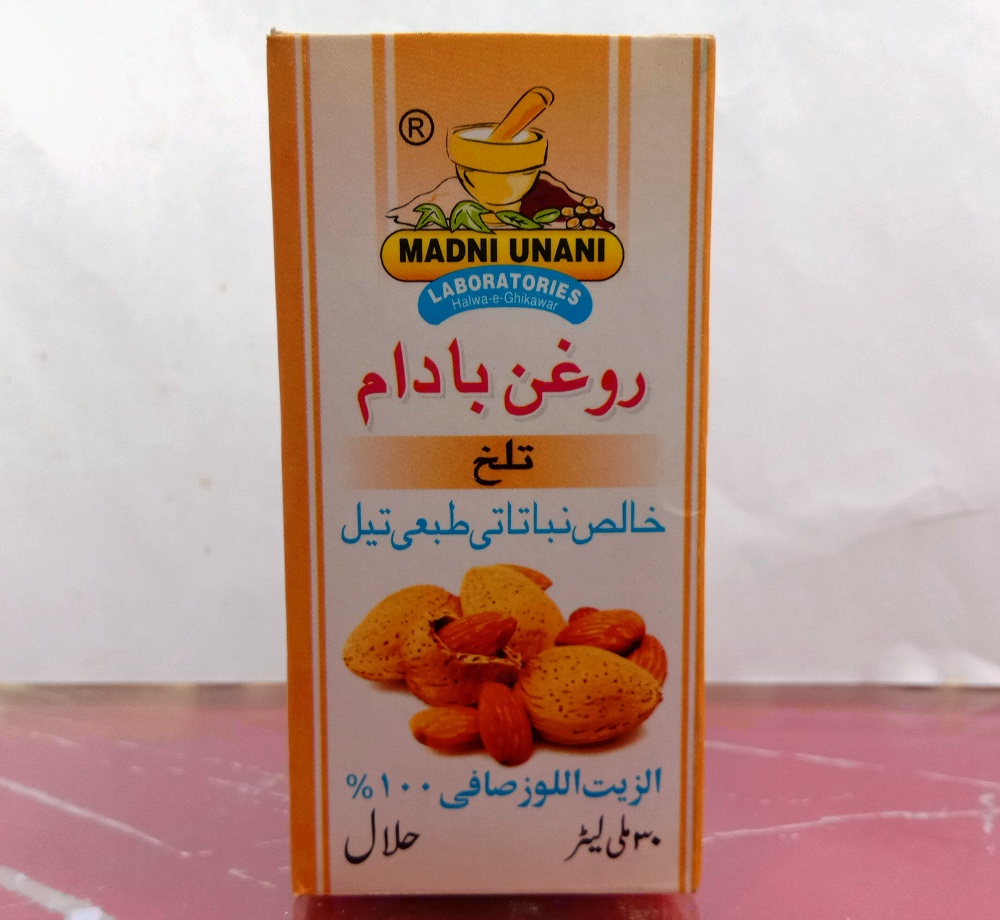 ®
MADNI UNANI
LABORATORIES
Halwa-e-Ghikawar
روغن بادام
تلخ
خالص نباتاتی طبعی تیل
الزیت اللوز صافی ۱۰۰%
۳۰ ملی لیٹر
حلال